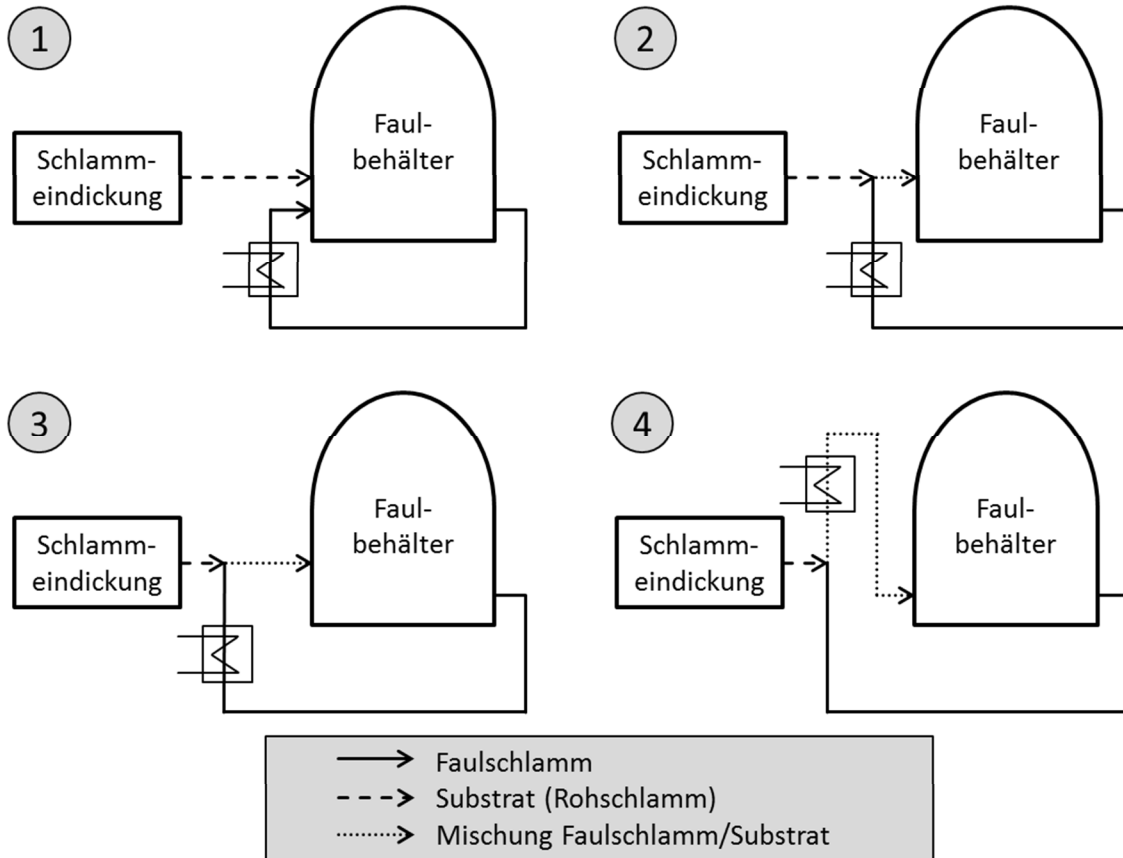 1
Schlamm-
eindickung
Faul-
behälter
2
Schlamm-
eindickung
Faul-
behälter
3
Schlamm-
eindickung
Faul-
behälter
4
Schlamm-
eindickung
Faul-
behälter
Faulschlamm
Substrat (Rohschlamm)
Mischung Faulschlamm/Substrat